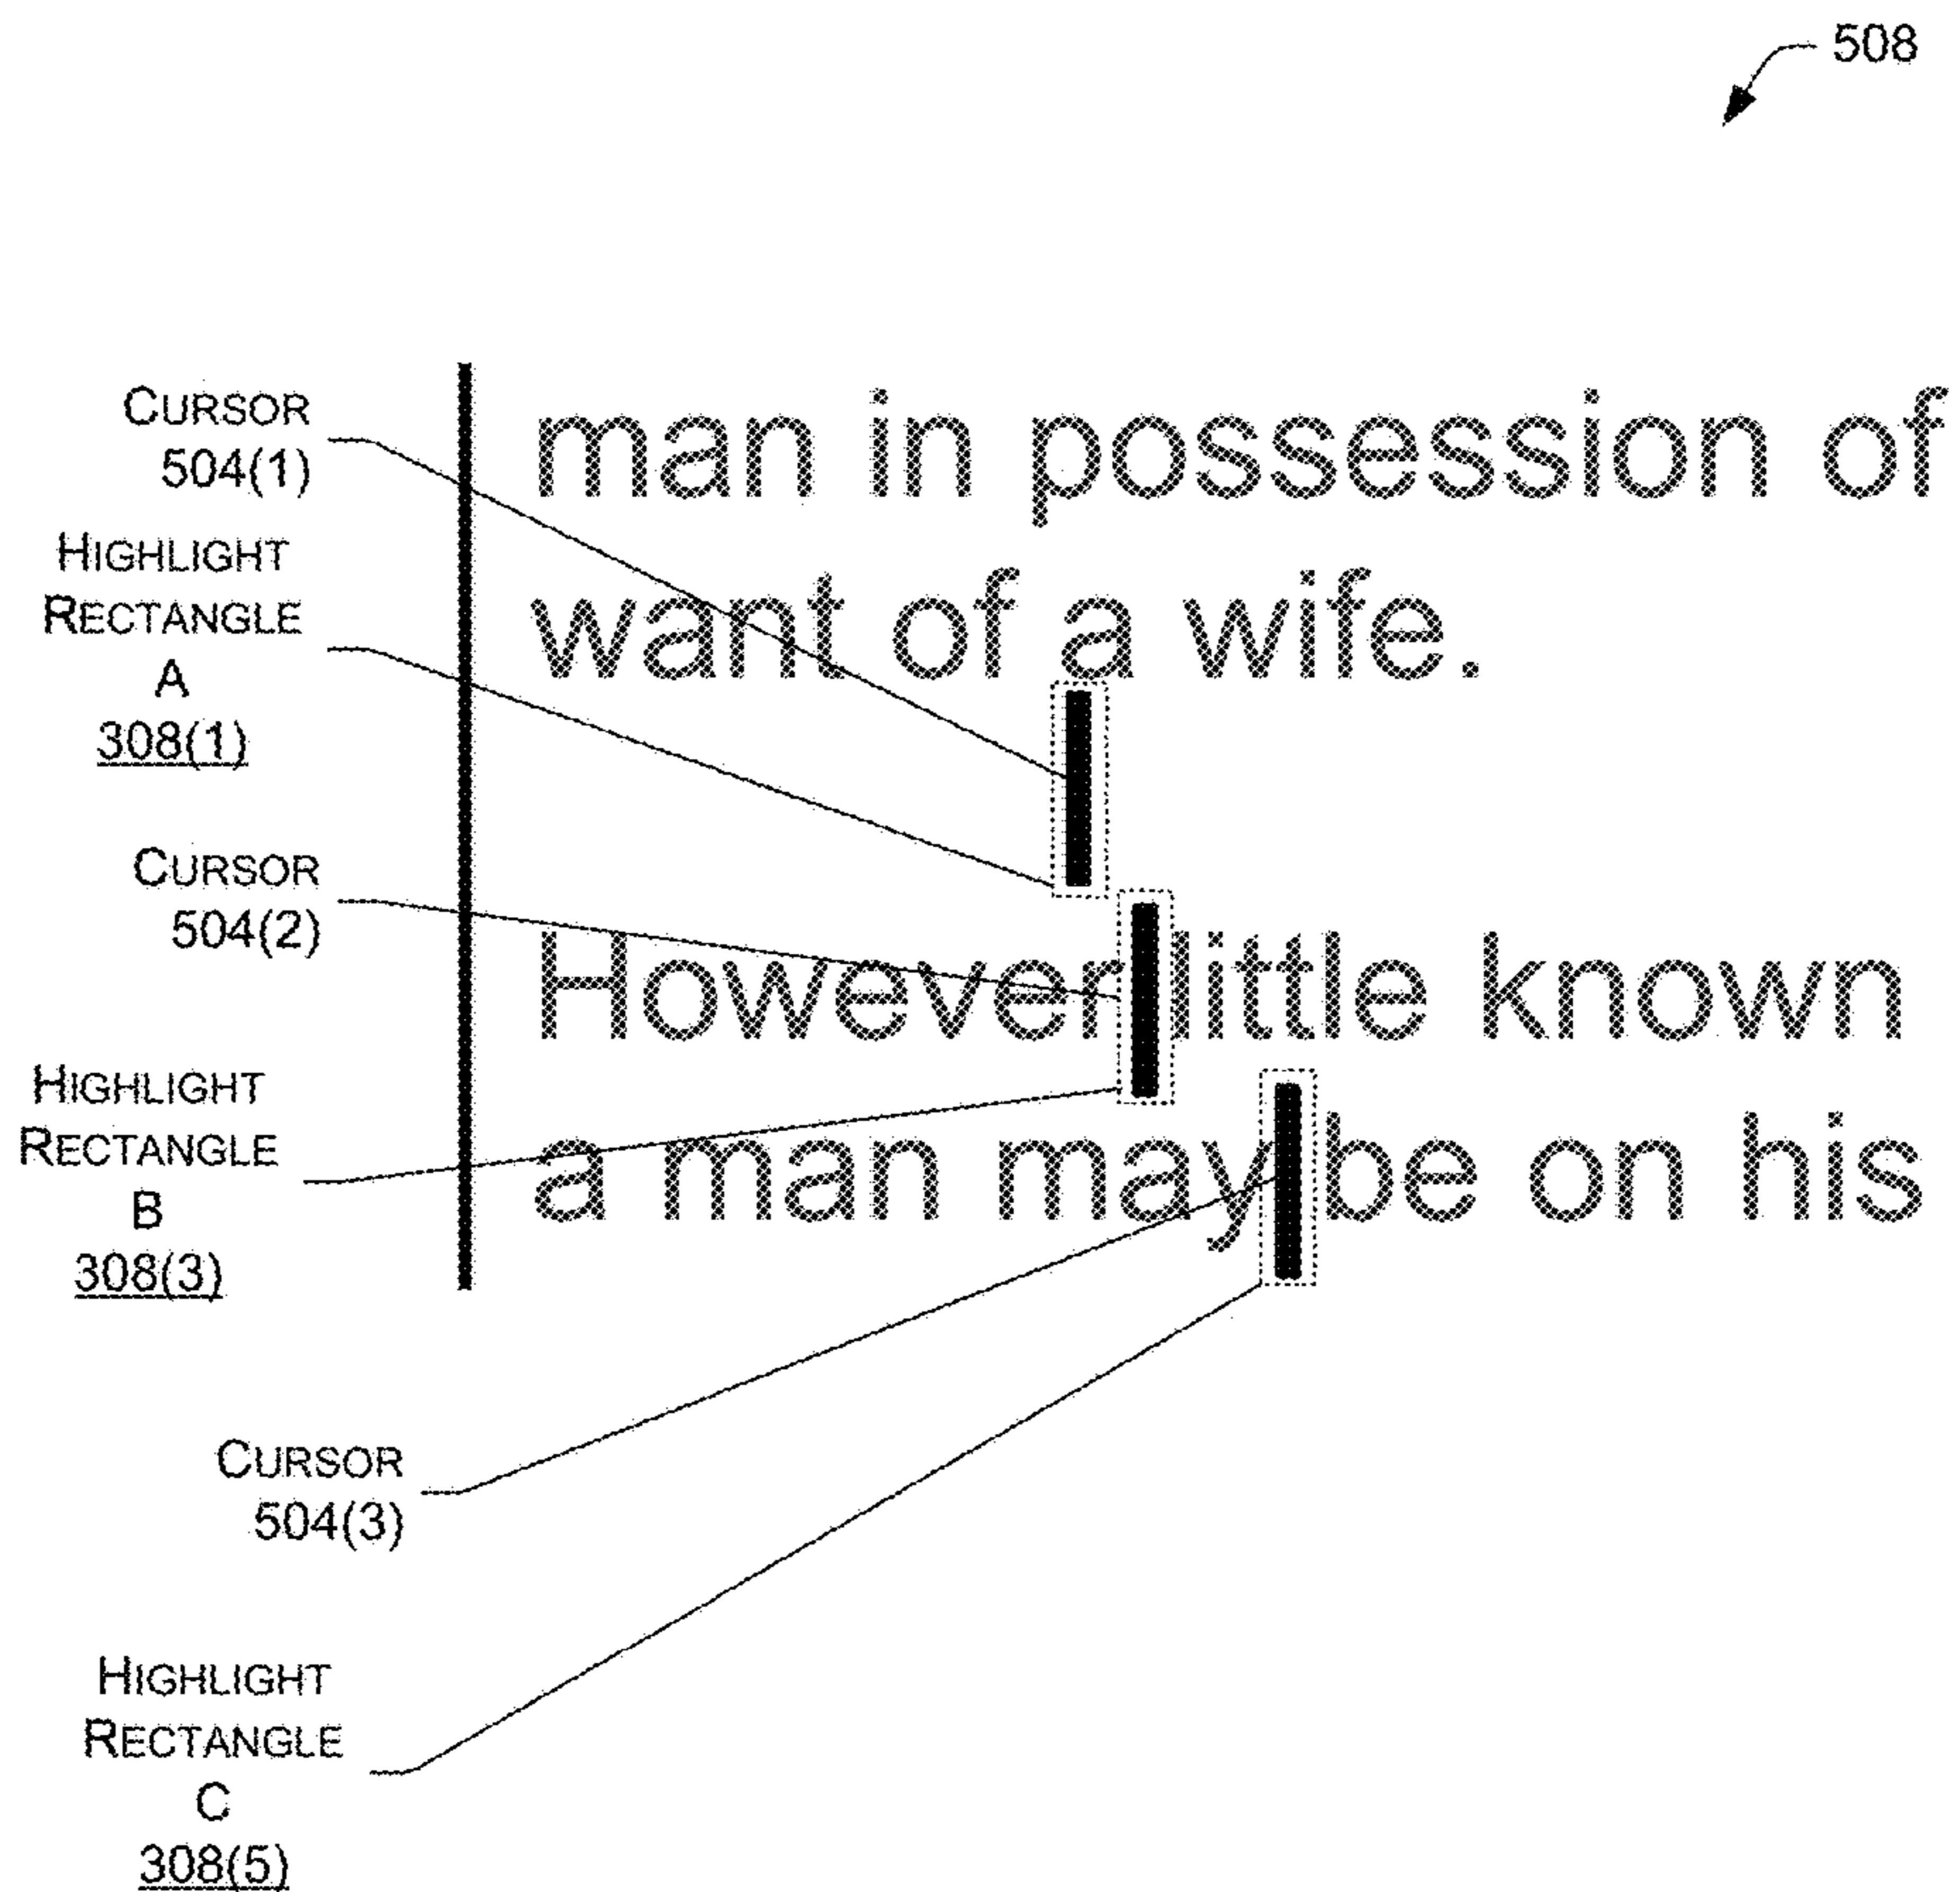 508
CURSOR
504(1)
HIGHLIGHT
RECTANGLE
A
308(1)
CURSOR
504(2)
HIGHLIGHT
RECTANGLE
B
308(3)
man in possession of
want of a wife.
However little known
a man may be on his
CURSOR
504(3)
HIGHLIGHT
RECTANGLE
C
308(5)